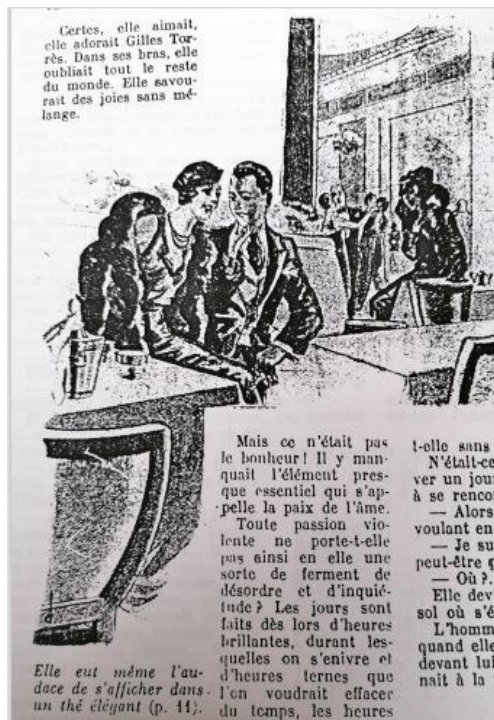 Certes, elle aimait,
elle adorait Gilles Tor-
rès. Dans ses bras, elle
oubliait tout le reste
du monde. Elle savou-
rait des joies sans mé-
lange.
Mais ce n'était pas
le bonheur! Il y man-
quait l'élément pres-
que essentiel qui s'ap-
pelle la paix de l'âme.
Toute passion vio-
lente ne porte-t-elle
pas ainsi en elle une
sorte de ferment de
désordre et d'inquié-
tude? Les jours sont
faits dès lors d'heures
brillantes, durant les-
quelles on s'enivre et
d'heures ternes que
l'on voudrait effacer
du temps, les heures
Elle eut même l'au-
dace de s'afficher dans
un thé élégant (p. 11).
t-elle sans
N'était-ce
ver un jour
à se renco
— Alors
voulant en
— Je su
peut-être
— Où?
Elle dev
sol où s'é
L'homm
quand elle
devant lui
nait à la